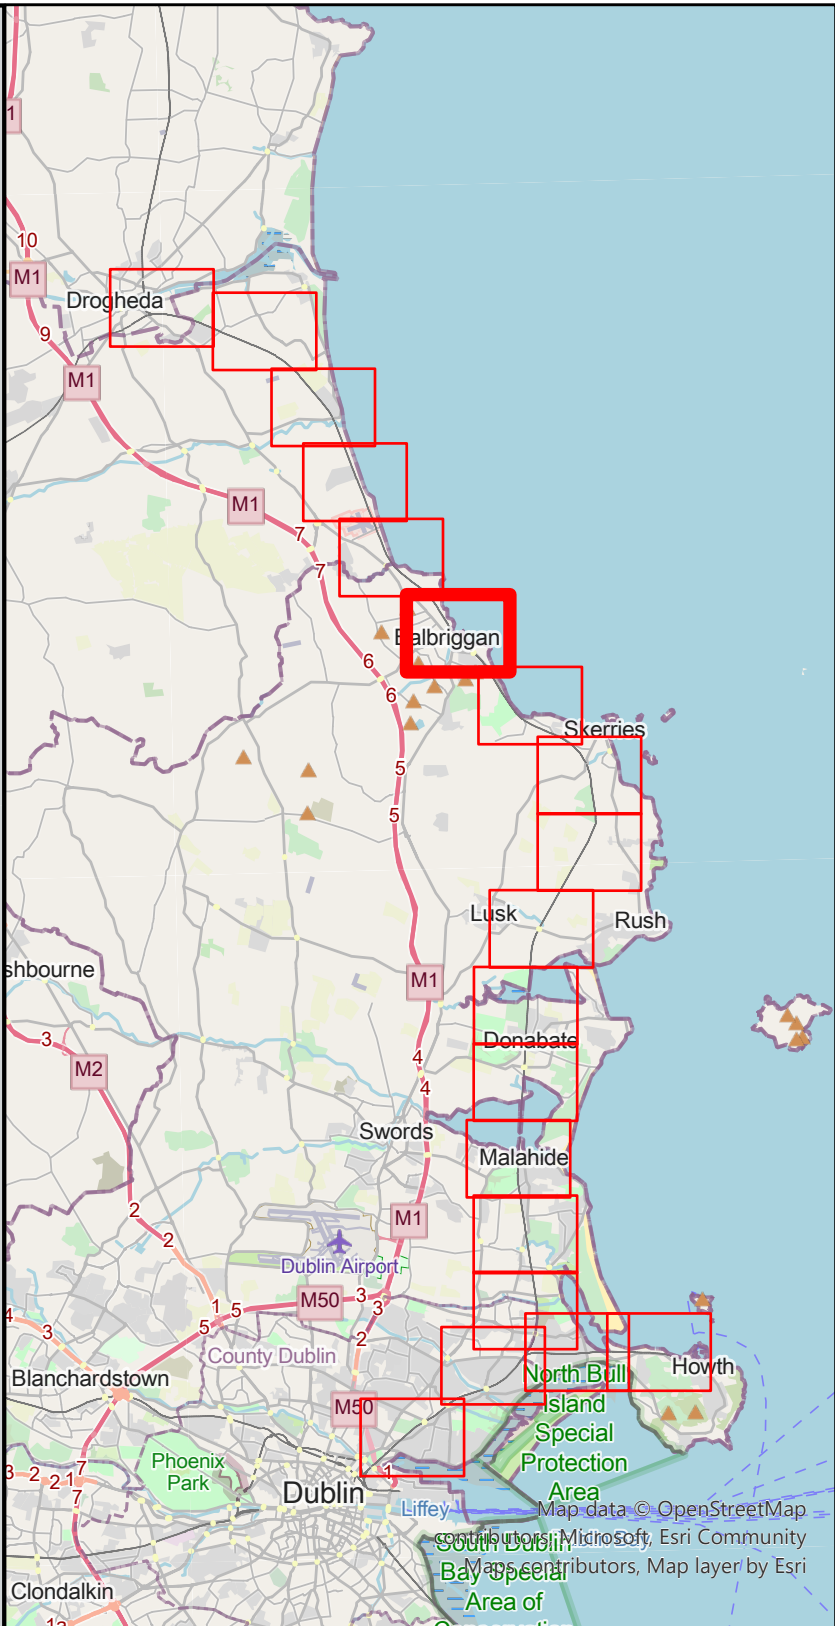 1
10
M1
Drogheda
9
M1
M1
7
7
Balbriggan
6
6
Skerries
5
5
Lusk
Rush
shbourne
M1
3
Donabate
M2
4
4
Swords
Malahide
2
M1
2
Dublin Airport
M50
3
3
1
5
5
4
3
2
County Dublin
Blanchardstown
Howth
North Bull
Island
Special
Protection
Area
M50
Phoenix
Park
7
3
2
2
1
7
1
Dublin
Liffey
Map data © OpenStreetMap
contributors, Microsoft, Esri Community
Maps contributors, Map layer by Esri
South Dublin
Bay Special
Area of
Clondalkin